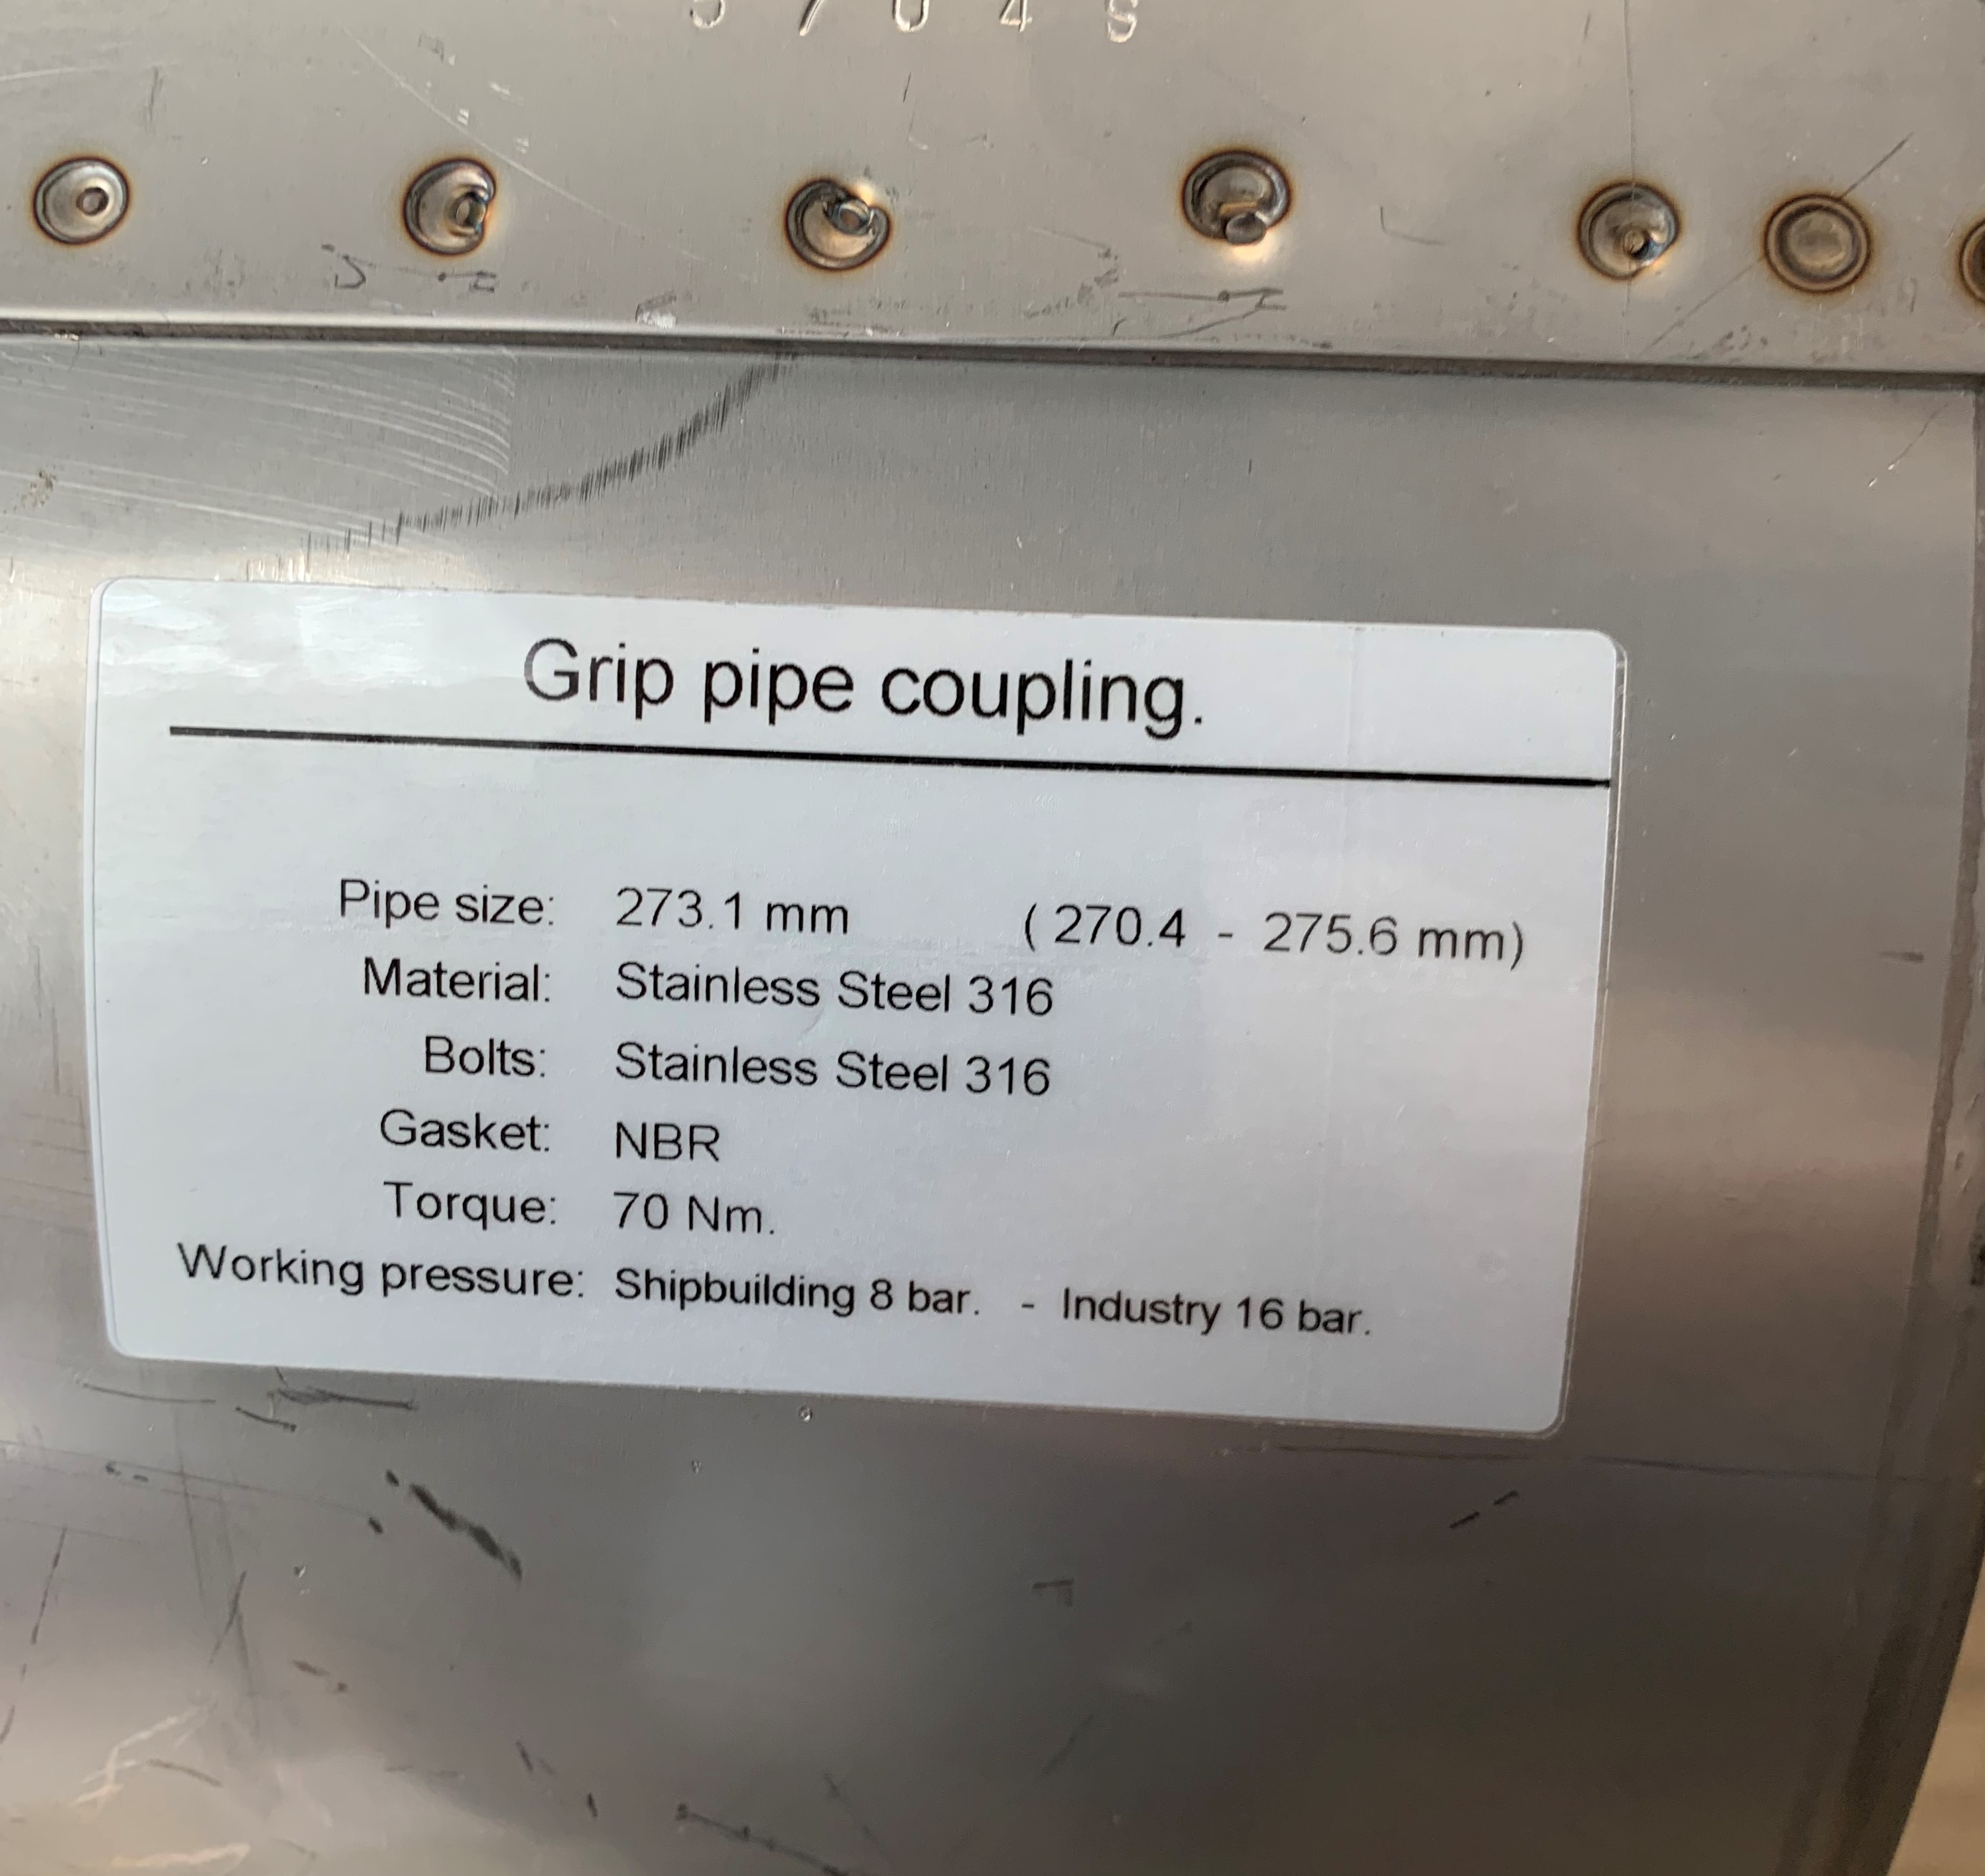 Grip pipe coupling.
Pipe size: 273.1 mm ( 270.4 - 275.6 mm)
Material: Stainless Steel 316
Bolts: Stainless Steel 316
Gasket: NBR
Torque: 70 Nm.
Working pressure: Shipbuilding 8 bar. - Industry 16 bar.